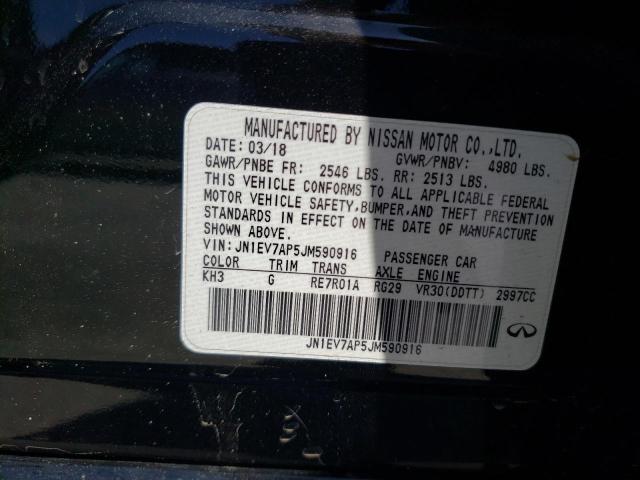 MANUFACTURED BY NISSAN MOTOR CO.,LTD.
DATE: 03/18 GVWR/PNBV: 4980 LBS.
GAWR/PNBE FR: 2546 LBS. RR: 2513 LBS.
THIS VEHICLE CONFORMS TO ALL APPLICABLE FEDERAL
MOTOR VEHICLE SAFETY,BUMPER,AND THEFT PREVENTION
STANDARDS IN EFFECT ON THE DATE OF MANUFACTURE
SHOWN ABOVE.
VIN: JN1EV7AP5JM590916 PASSENGER CAR
COLOR TRIM TRANS AXLE ENGINE
KH3 G RE7R01A RG29 VR30(DDTT) 2997CC
JN1EV7AP5JM590916